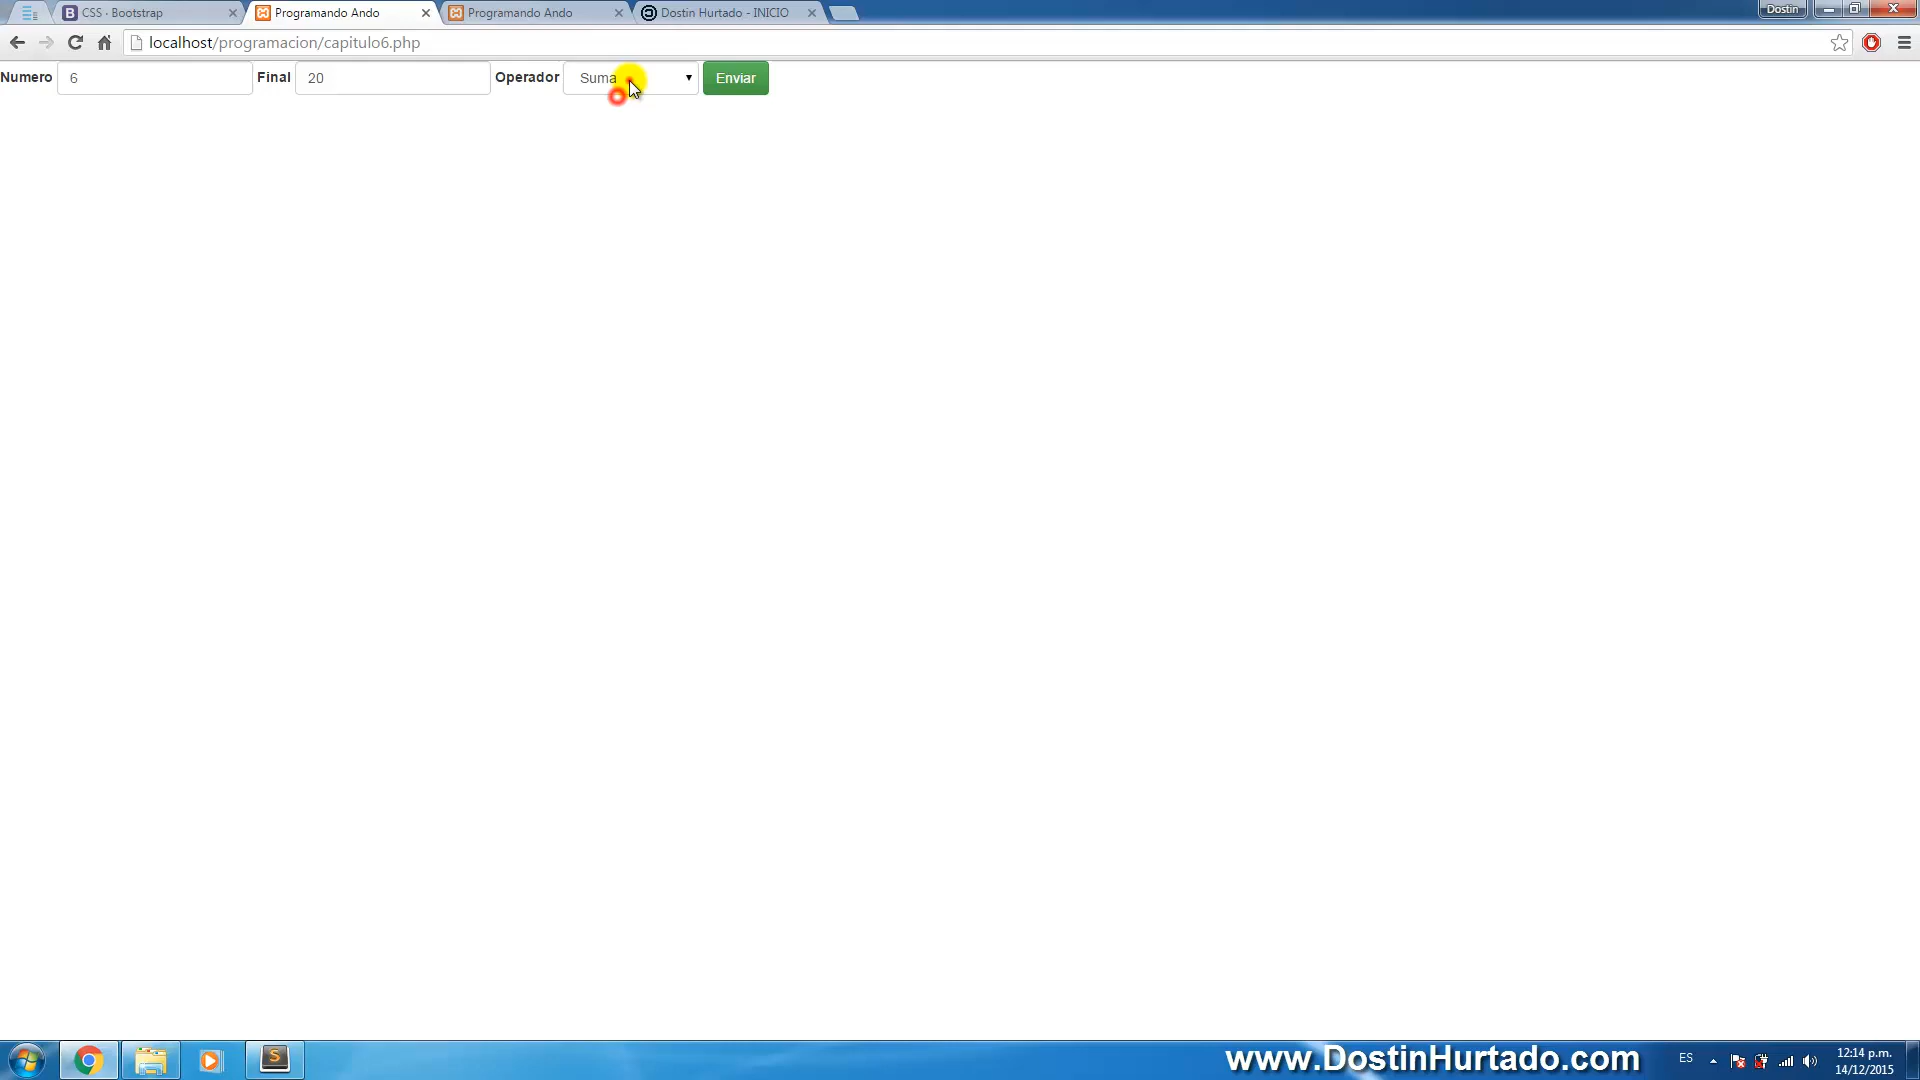 CSS · Bootstrap
Programando Ando
Programando Ando
Dostin Hurtado - INICIO
Dostin
localhost/programacion/capitulo6.php
Numero 6 Final 20 Operador Suma Enviar
www.DostinHurtado.com
ES
12:14 p.m.
14/12/2015